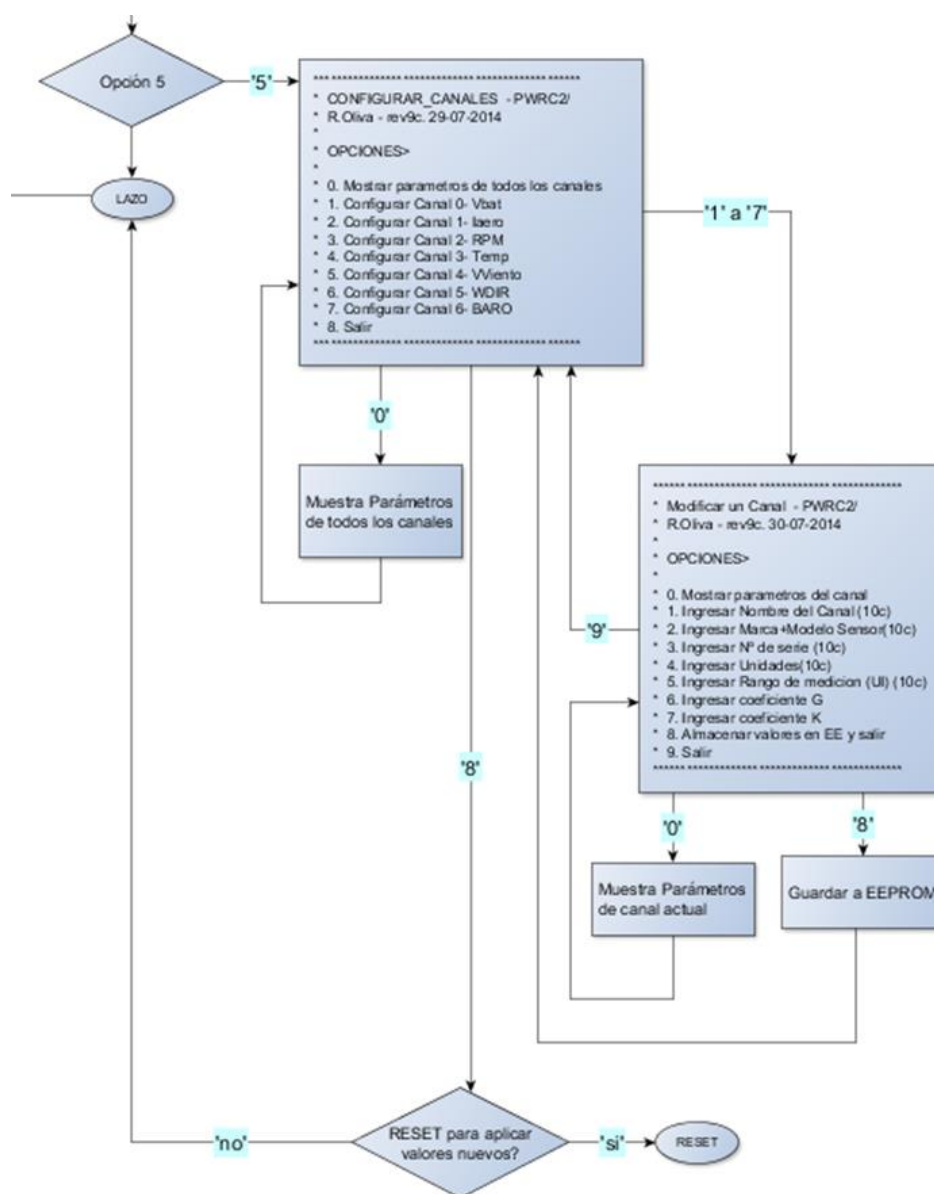 Opción 5
'5'
*** ************* ************* ************* ******
* CONFIGURAR_CANALES - PWRC2/
* R.Oliva - rev9c. 29-07-2014
*
* OPCIONES>
*
* 0. Mostrar parametros de todos los canales
* 1. Configurar Canal 0- Vbat
* 2. Configurar Canal 1- Iaero
* 3. Configurar Canal 2- RPM
* 4. Configurar Canal 3- Temp
* 5. Configurar Canal 4- VViento
* 6. Configurar Canal 5- WDIR
* 7. Configurar Canal 6- BARO
* 8. Salir
*** ************* ************* ************* ******
LAZO
'1' a '7'
'0'
Muestra Parámetros
de todos los canales
****** ************* ************* **************
* Modificar un Canal - PWRC2/
* R.Oliva - rev9c. 30-07-2014
*
* OPCIONES>
*
* 0. Mostrar parametros del canal
* 1. Ingresar Nombre del Canal (10c)
* 2. Ingresar Marca+Modelo Sensor(10c)
* 3. Ingresar Nº de serie (10c)
* 4. Ingresar Unidades(10c)
* 5. Ingresar Rango de medicion (UI) (10c)
* 6. Ingresar coeficiente G
* 7. Ingresar coeficiente K
* 8. Almacenar valores en EE y salir
* 9. Salir
****** ************* ************* **************
'9'
'8'
'0'
'8'
Muestra Parámetros
de canal actual
Guardar a EEPROM
RESET para aplicar
valores nuevos?
'no'
'si'
RESET